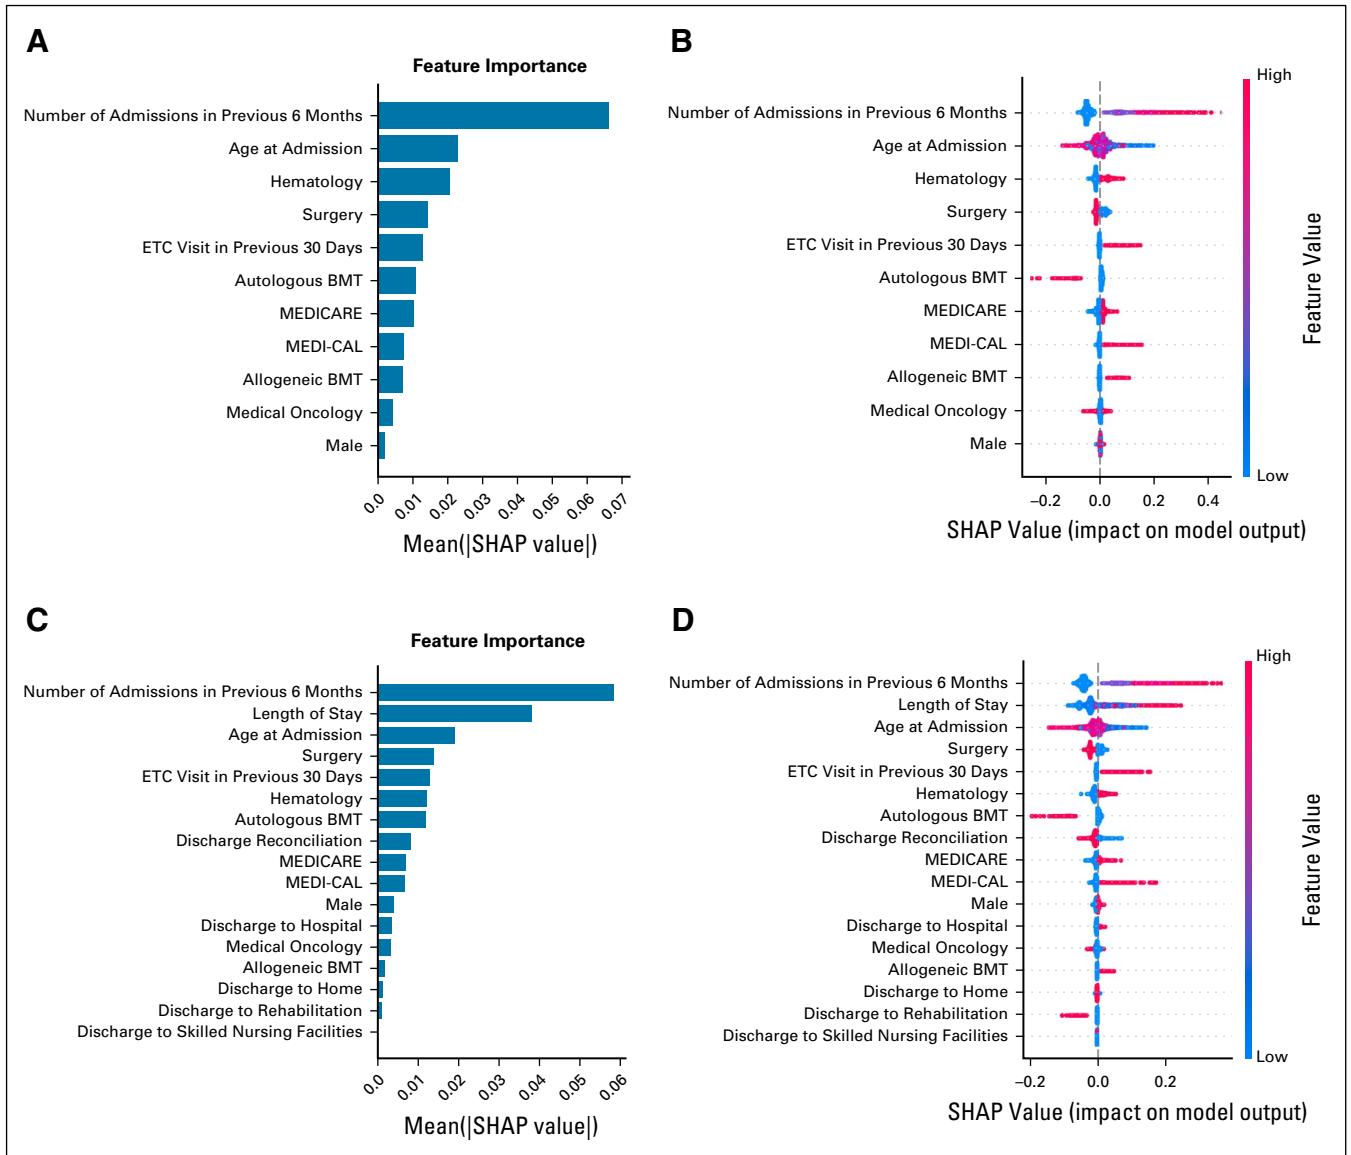 A
Feature Importance
Number of Admissions in Previous 6 Months
Age at Admission
Hematology
Surgery
ETC Visit in Previous 30 Days
Autologous BMT
MEDICARE
MEDI-CAL
Allogeneic BMT
Medical Oncology
Male
0.0 0.01 0.02 0.03 0.04 0.05 0.06 0.07
Mean(|SHAP value|)
B
Number of Admissions in Previous 6 Months
Age at Admission
Hematology
Surgery
ETC Visit in Previous 30 Days
Autologous BMT
MEDICARE
MEDI-CAL
Allogeneic BMT
Medical Oncology
Male
−0.2 0.0 0.2 0.4
SHAP Value (impact on model output)
High
Feature Value
Low
C
Feature Importance
Number of Admissions in Previous 6 Months
Length of Stay
Age at Admission
Surgery
ETC Visit in Previous 30 Days
Hematology
Autologous BMT
Discharge Reconciliation
MEDICARE
MEDI-CAL
Male
Discharge to Hospital
Medical Oncology
Allogeneic BMT
Discharge to Home
Discharge to Rehabilitation
Discharge to Skilled Nursing Facilities
0.0 0.01 0.02 0.03 0.04 0.05 0.06
Mean(|SHAP value|)
D
Number of Admissions in Previous 6 Months
Length of Stay
Age at Admission
Surgery
ETC Visit in Previous 30 Days
Hematology
Autologous BMT
Discharge Reconciliation
MEDICARE
MEDI-CAL
Male
Discharge to Hospital
Medical Oncology
Allogeneic BMT
Discharge to Home
Discharge to Rehabilitation
Discharge to Skilled Nursing Facilities
−0.2 0.0 0.2
SHAP Value (impact on model output)
High
Feature Value
Low